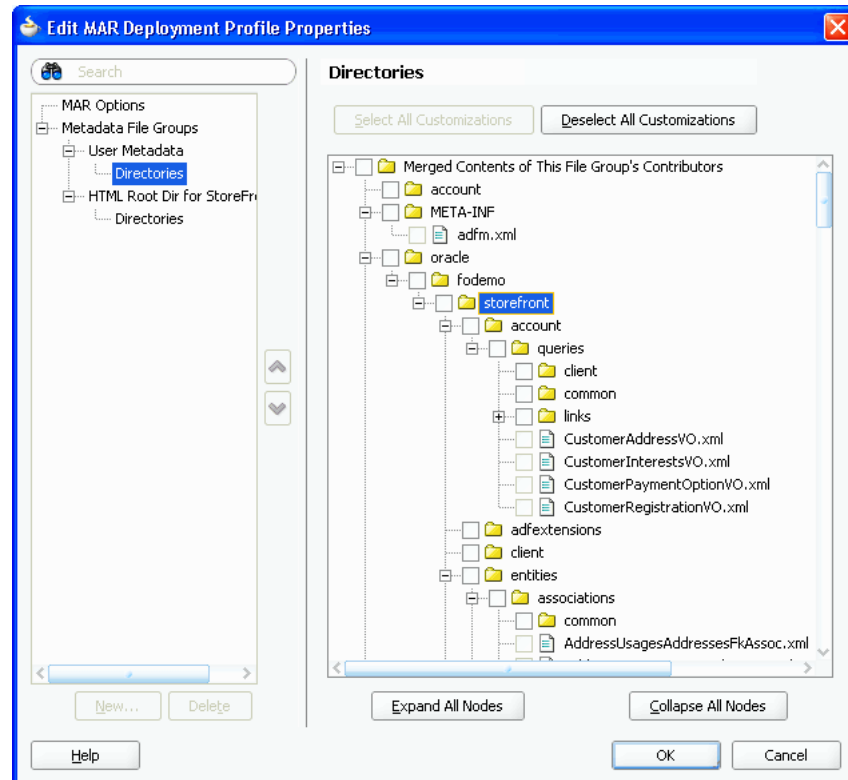 Edit MAR Deployment Profile Properties
Search
MAR Options
Metadata File Groups
User Metadata
Directories
HTML Root Dir for StoreFr
Directories
New...
Delete
Directories
Select All Customizations
Deselect All Customizations
Merged Contents of This File Group's Contributors
account
META-INF
adfm.xml
oracle
fodemo
storefront
account
queries
client
common
links
CustomerAddressVO.xml
CustomerInterestsVO.xml
CustomerPaymentOptionVO.xml
CustomerRegistrationVO.xml
adfextensions
client
entities
associations
common
AddressUsagesAddressesFkAssoc.xml
Expand All Nodes
Collapse All Nodes
Help
OK
Cancel